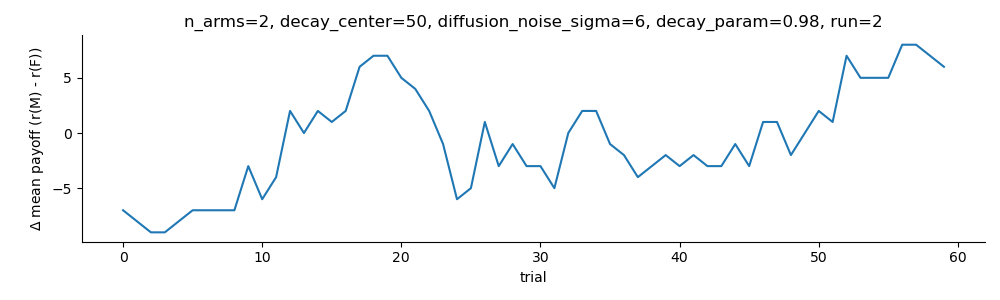 n_arms=2, decay_center=50, diffusion_noise_sigma=6, decay_param=0.98, run=2
Δ mean payoff (r(M) - r(F))
5
0
−5
0 10 20 30 40 50 60
trial